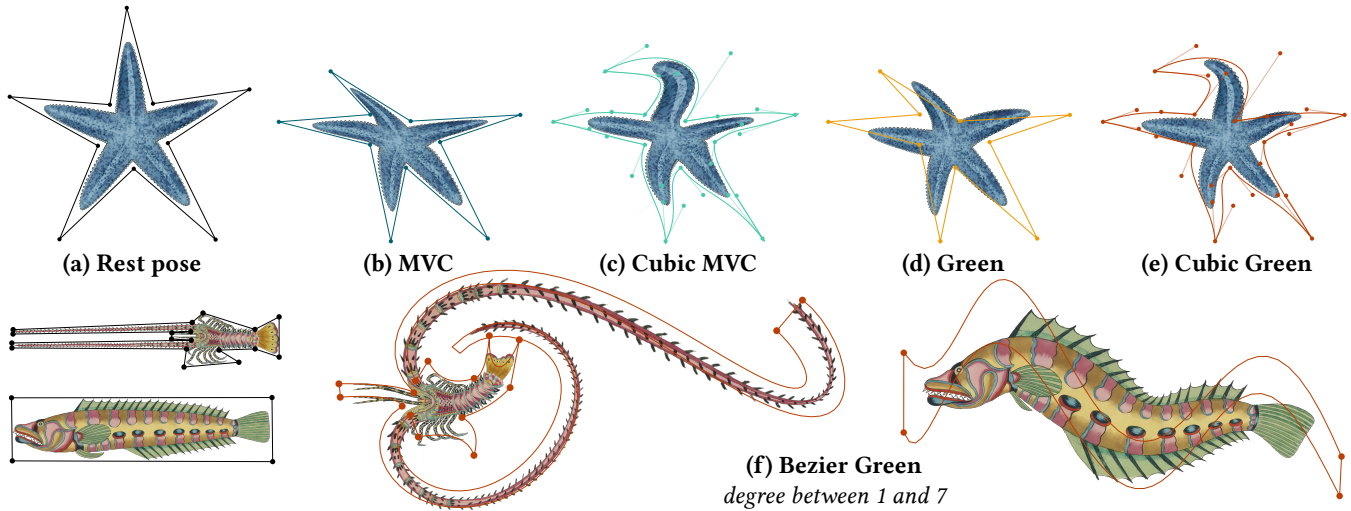 (a) Rest pose
(b) MVC
(c) Cubic MVC
(d) Green
(e) Cubic Green
(f) Bezier Green
degree between 1 and 7